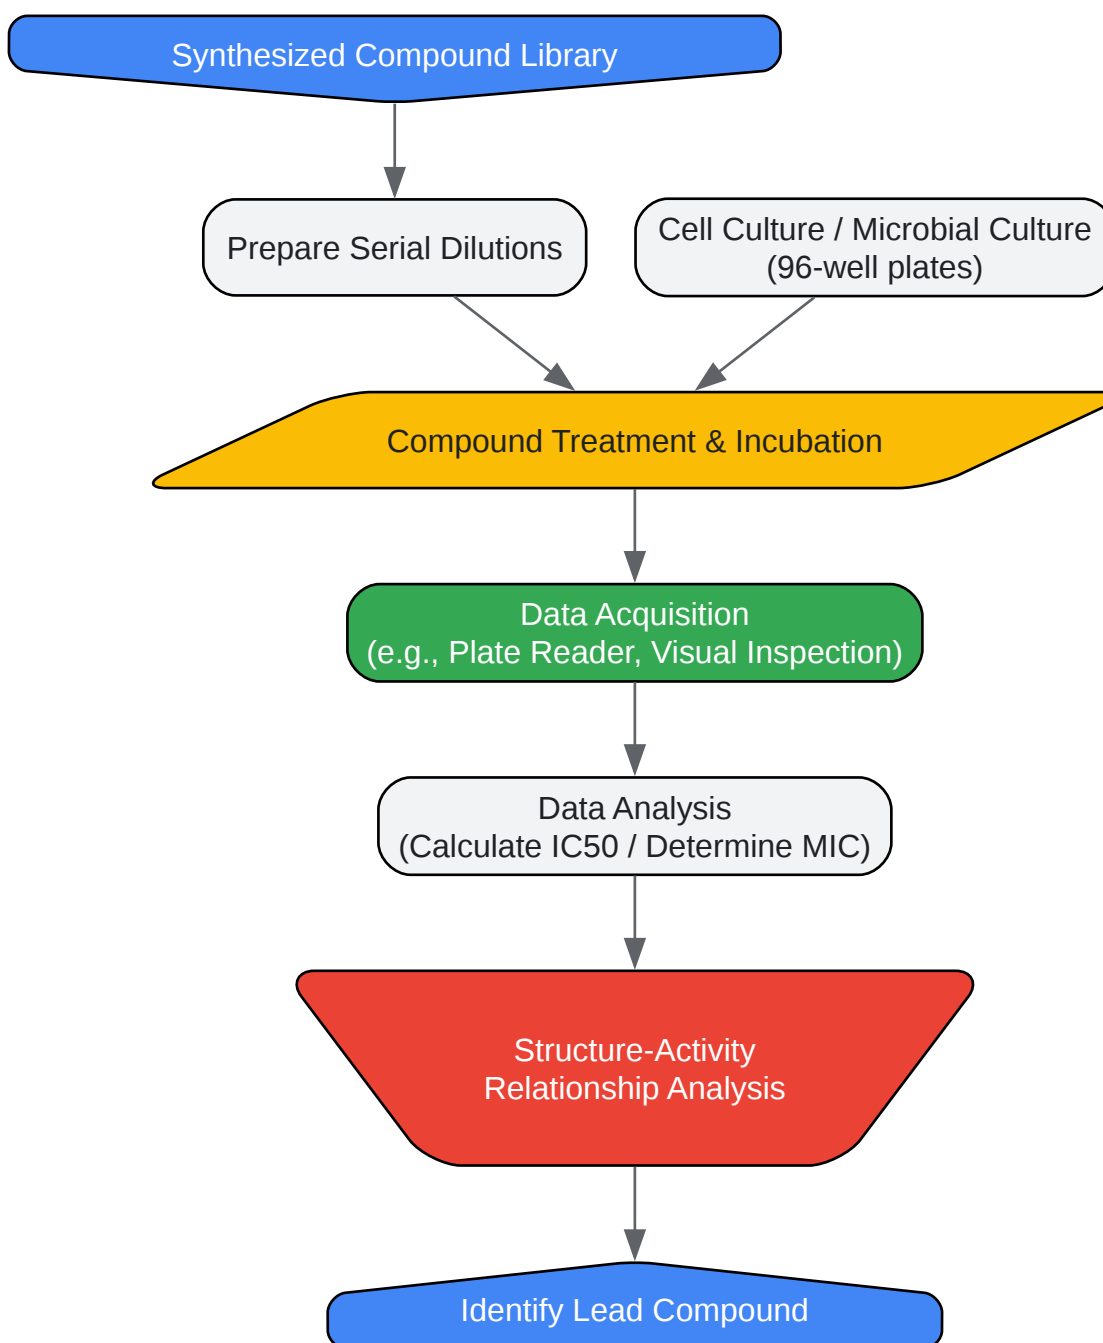 Synthesized Compound Library
Prepare Serial Dilutions
Cell Culture / Microbial Culture
(96-well plates)
Compound Treatment & Incubation
Data Acquisition
(e.g., Plate Reader, Visual Inspection)
Data Analysis
(Calculate IC50 / Determine MIC)
Structure-Activity
Relationship Analysis
Identify Lead Compound